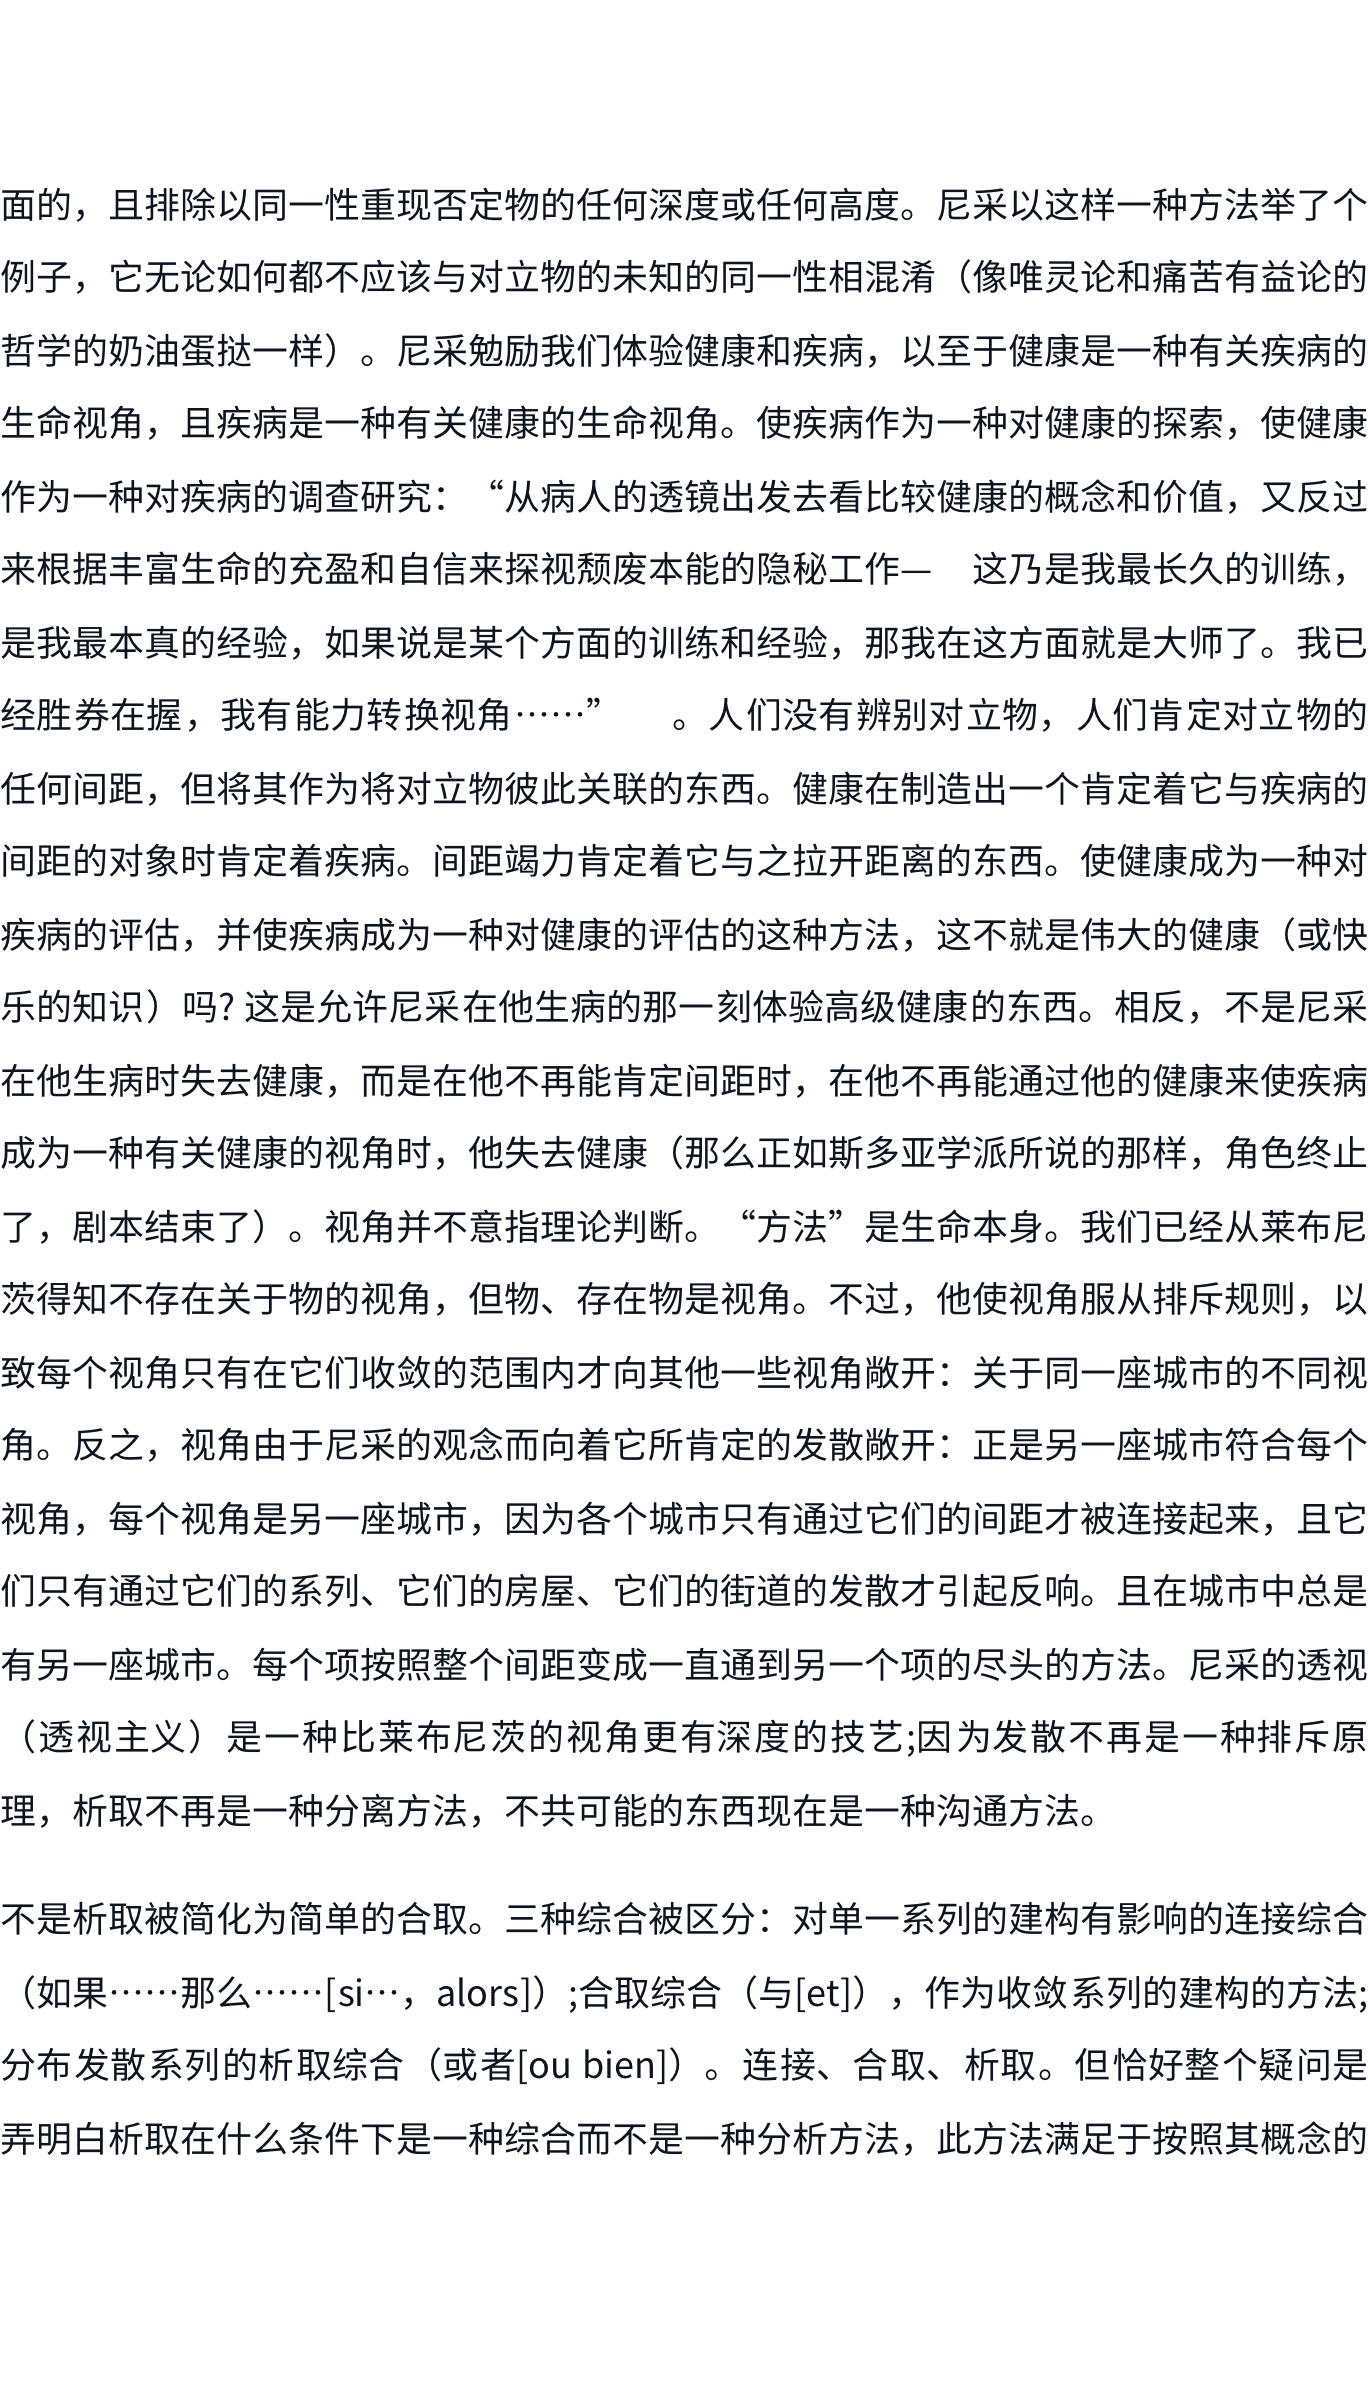 面的，且排除以同一性重现否定物的任何深度或任何高度。尼采以这样一种方法举了个
例子，它无论如何都不应该与对立物的未知的同一性相混淆（像唯灵论和痛苦有益论的
哲学的奶油蛋挞一样）。尼采勉励我们体验健康和疾病，以至于健康是一种有关疾病的
生命视角，且疾病是一种有关健康的生命视角。使疾病作为一种对健康的探索，使健康
作为一种对疾病的调查研究：“从病人的透镜出发去看比较健康的概念和价值，又反过
来根据丰富生命的充盈和自信来探视颓废本能的隐秘工作—　这乃是我最长久的训练，
是我最本真的经验，如果说是某个方面的训练和经验，那我在这方面就是大师了。我已
经胜券在握，我有能力转换视角……”　　。人们没有辨别对立物，人们肯定对立物的
任何间距，但将其作为将对立物彼此关联的东西。健康在制造出一个肯定着它与疾病的
间距的对象时肯定着疾病。间距竭力肯定着它与之拉开距离的东西。使健康成为一种对
疾病的评估，并使疾病成为一种对健康的评估的这种方法，这不就是伟大的健康（或快
乐的知识）吗? 这是允许尼采在他生病的那一刻体验高级健康的东西。相反，不是尼采
在他生病时失去健康，而是在他不再能肯定间距时，在他不再能通过他的健康来使疾病
成为一种有关健康的视角时，他失去健康（那么正如斯多亚学派所说的那样，角色终止
了，剧本结束了）。视角并不意指理论判断。“方法”是生命本身。我们已经从莱布尼
茨得知不存在关于物的视角，但物、存在物是视角。不过，他使视角服从排斥规则，以
致每个视角只有在它们收敛的范围内才向其他一些视角敞开：关于同一座城市的不同视
角。反之，视角由于尼采的观念而向着它所肯定的发散敞开：正是另一座城市符合每个
视角，每个视角是另一座城市，因为各个城市只有通过它们的间距才被连接起来，且它
们只有通过它们的系列、它们的房屋、它们的街道的发散才引起反响。且在城市中总是
有另一座城市。每个项按照整个间距变成一直通到另一个项的尽头的方法。尼采的透视
（透视主义）是一种比莱布尼茨的视角更有深度的技艺;因为发散不再是一种排斥原
理，析取不再是一种分离方法，不共可能的东西现在是一种沟通方法。
不是析取被简化为简单的合取。三种综合被区分：对单一系列的建构有影响的连接综合
（如果……那么……[si…，alors]）;合取综合（与[et]），作为收敛系列的建构的方法;
分布发散系列的析取综合（或者[ou bien]）。连接、合取、析取。但恰好整个疑问是
弄明白析取在什么条件下是一种综合而不是一种分析方法，此方法满足于按照其概念的